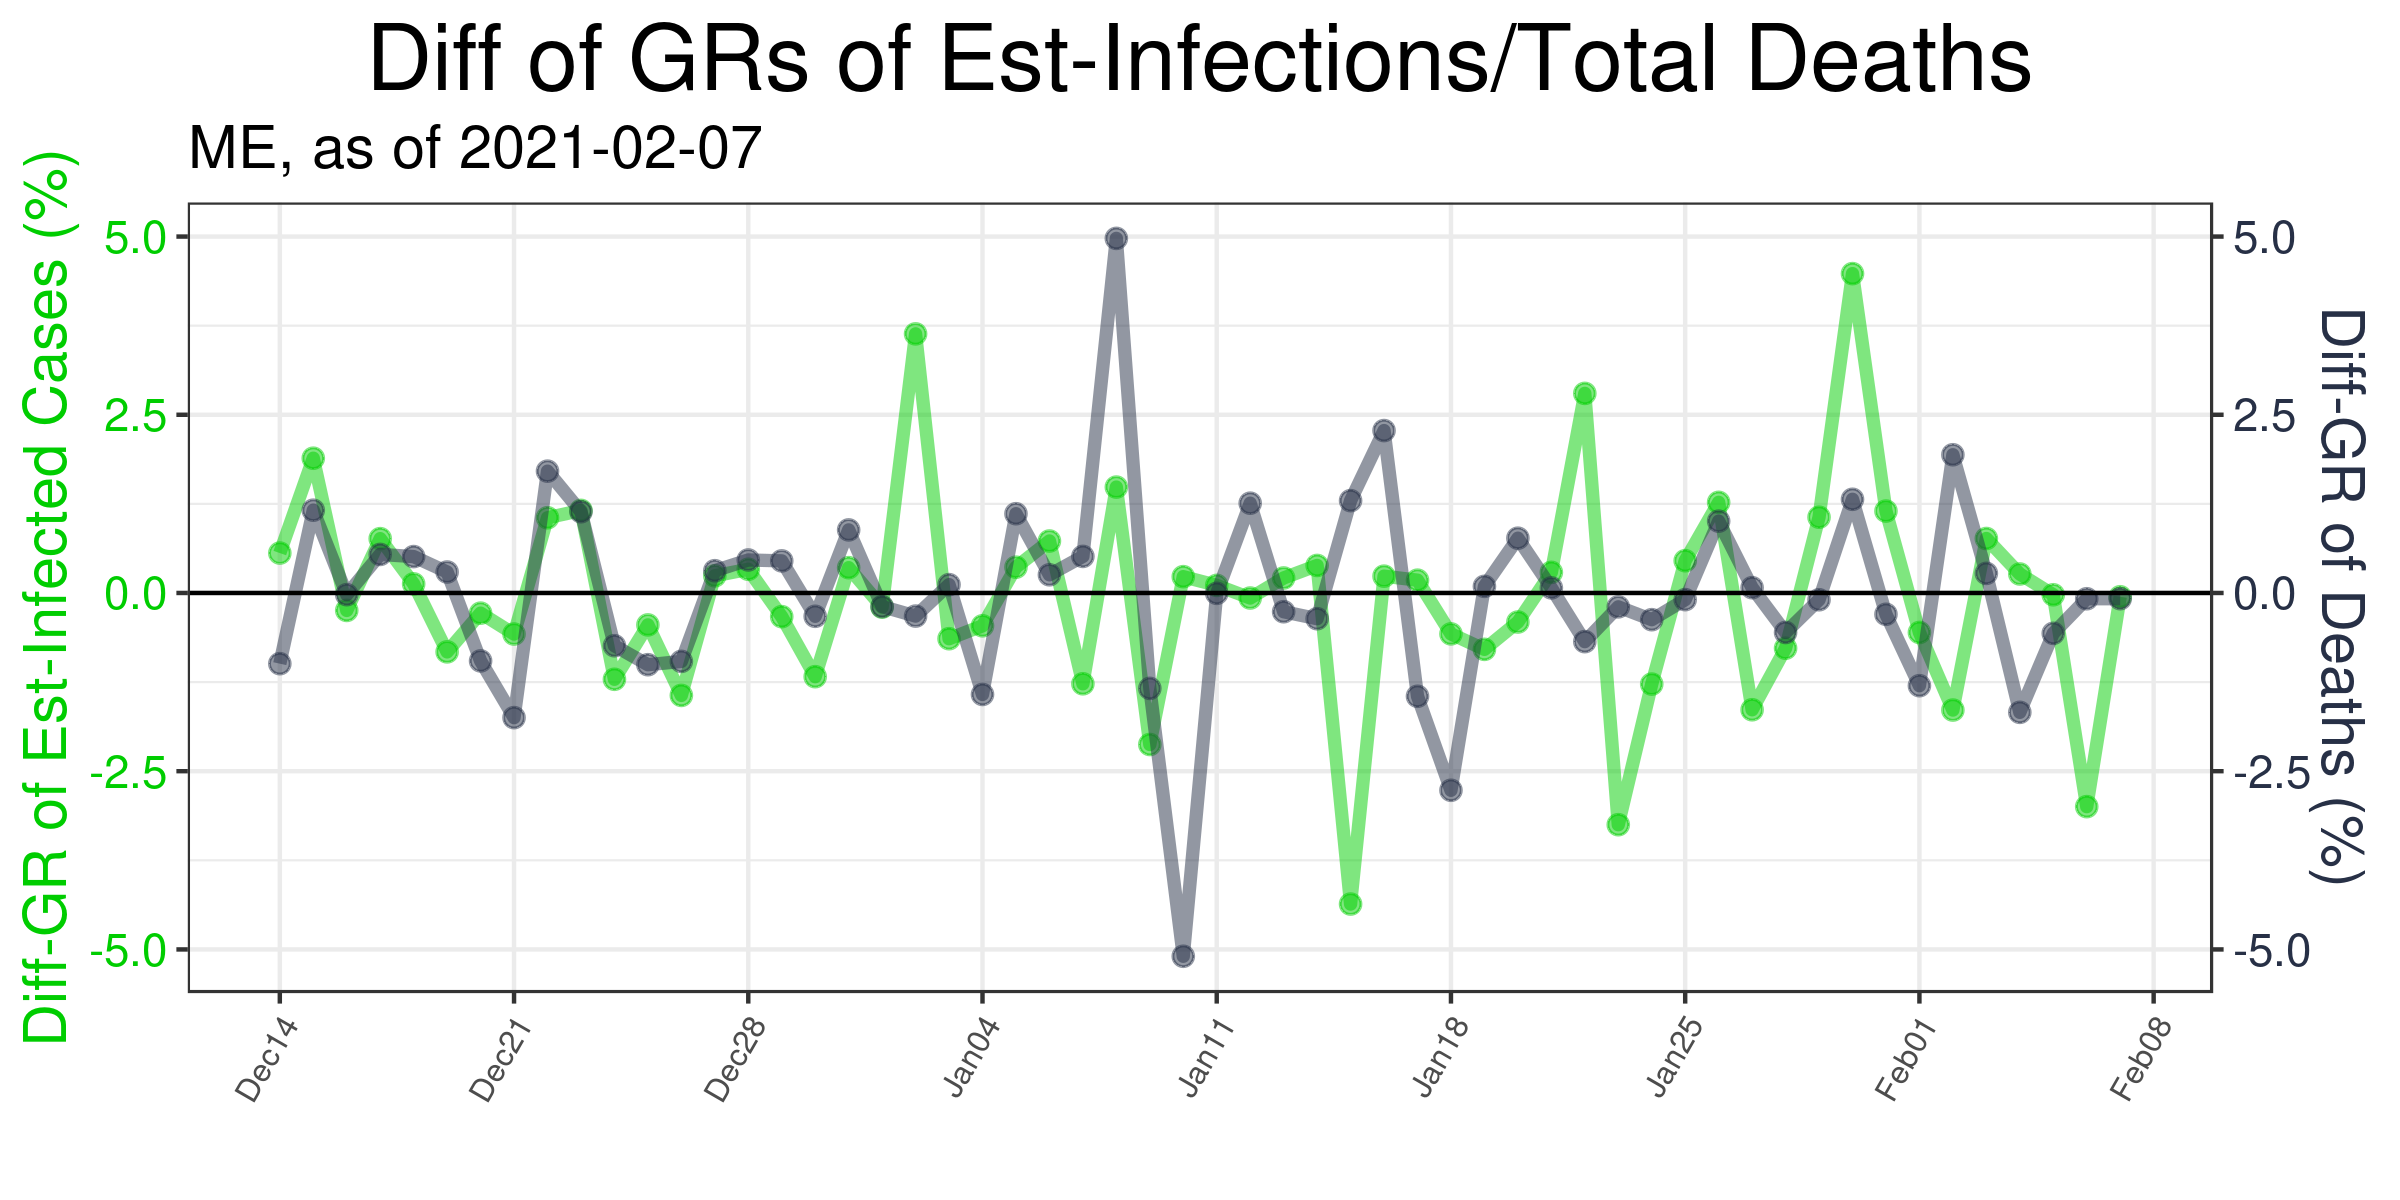 Diff of GRs of Est-Infections/Total Deaths
ME, as of 2021-02-07
Diff-GR of Est-Infected Cases (%)
5.0
2.5
0.0
-2.5
-5.0
5.0
2.5
0.0
-2.5
-5.0
Diff-GR of Deaths (%)
Dec14
Dec21
Dec28
Jan04
Jan11
Jan18
Jan25
Feb01
Feb08